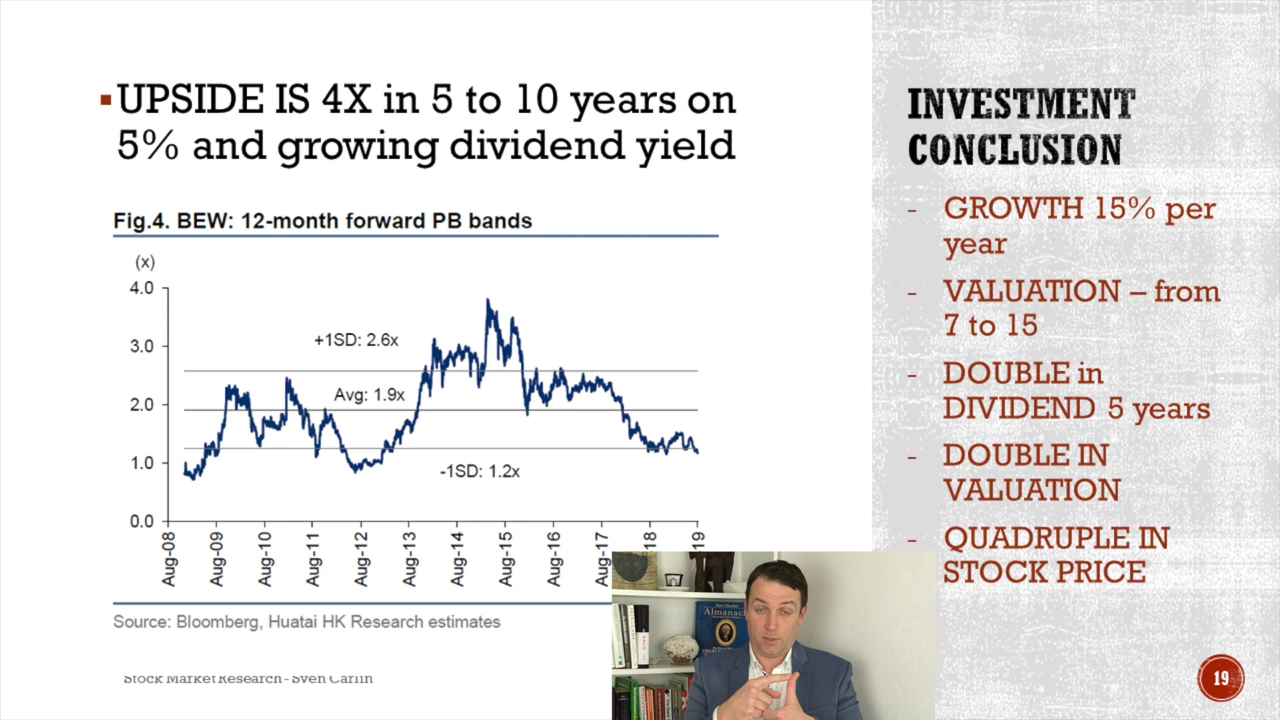 ▪UPSIDE IS 4X in 5 to 10 years on
5% and growing dividend yield
Fig.4. BEW: 12-month forward PB bands
(x)
4.0
3.0
2.0
1.0
0.0
+1SD: 2.6x
Avg: 1.9x
-1SD: 1.2x
Aug-08
Aug-09
Aug-10
Aug-11
Aug-12
Aug-13
Aug-14
Aug-15
Aug-16
Aug
18
19
Source: Bloomberg, Huatai HK Research estimates
Stock Market Research - Sven Carlin
INVESTMENT
CONCLUSION
- GROWTH 15% per
year
- VALUATION – from
7 to 15
- DOUBLE in
DIVIDEND 5 years
- DOUBLE IN
VALUATION
- QUADRUPLE IN
STOCK PRICE
Almanac
19